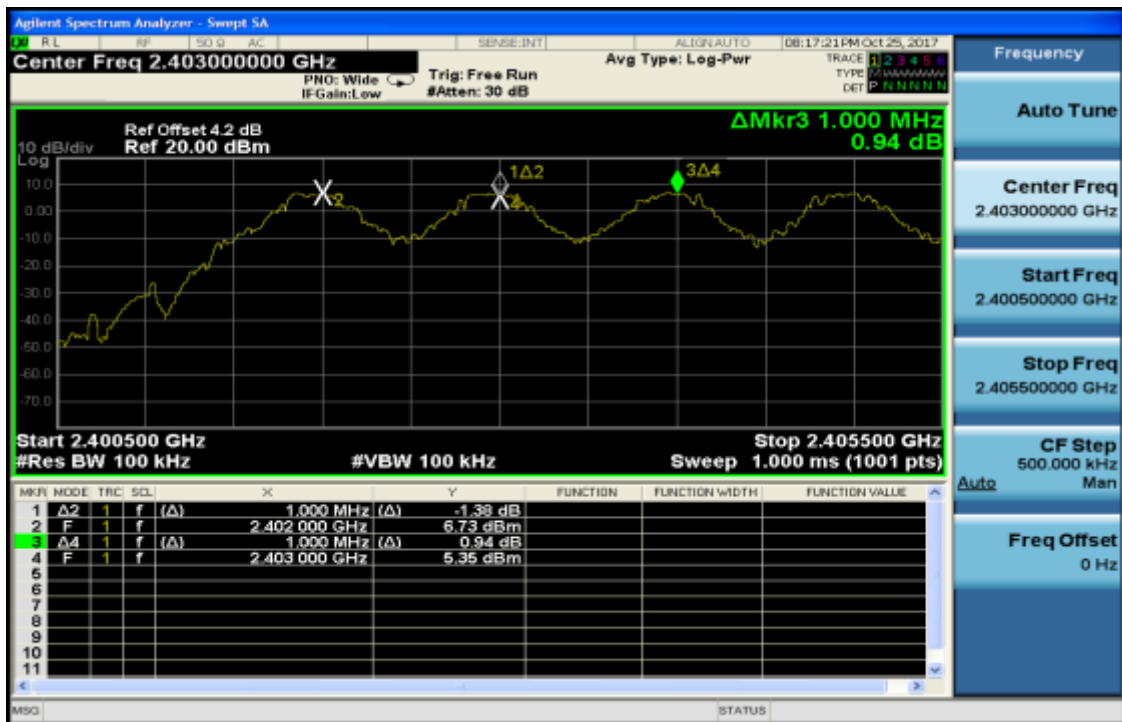 Agilent Spectrum Analyzer - Swept SA
RL RF 50 Ω AC SENSE:INT ALIGN AUTO 08:17:21 PM Oct 25, 2017
Center Freq 2.403000000 GHz
PNO: Wide
IFGain:Low
Trig: Free Run
#Atten: 30 dB
Avg Type: Log-Pwr
TRACE 1 2 3 4 5 6
TYPE M WWWWW
DET P N N N N N
ΔMkr3 1.000 MHz
0.94 dB
Ref Offset 4.2 dB
10 dB/div Ref 20.00 dBm
Log
10.0
0.00
-10.0
-20.0
-30.0
-40.0
-50.0
-60.0
-70.0
2
1Δ2
3Δ4
Start 2.400500 GHz
Stop 2.405500 GHz
#Res BW 100 kHz
#VBW 100 kHz
Sweep 1.000 ms (1001 pts)
MKR MODE TRC SCL X Y FUNCTION FUNCTION WIDTH FUNCTION VALUE
1 Δ2 1 f (Δ) 1.000 MHz (Δ) -1.38 dB
2 F 1 f 2.402 000 GHz 6.73 dBm
3 Δ4 1 f (Δ) 1.000 MHz (Δ) 0.94 dB
4 F 1 f 2.403 000 GHz 5.35 dBm
5
6
7
8
9
10
11
MSG STATUS
Frequency
Auto Tune
Center Freq
2.403000000 GHz
Start Freq
2.400500000 GHz
Stop Freq
2.405500000 GHz
CF Step
500.000 kHz
Auto Man
Freq Offset
0 Hz